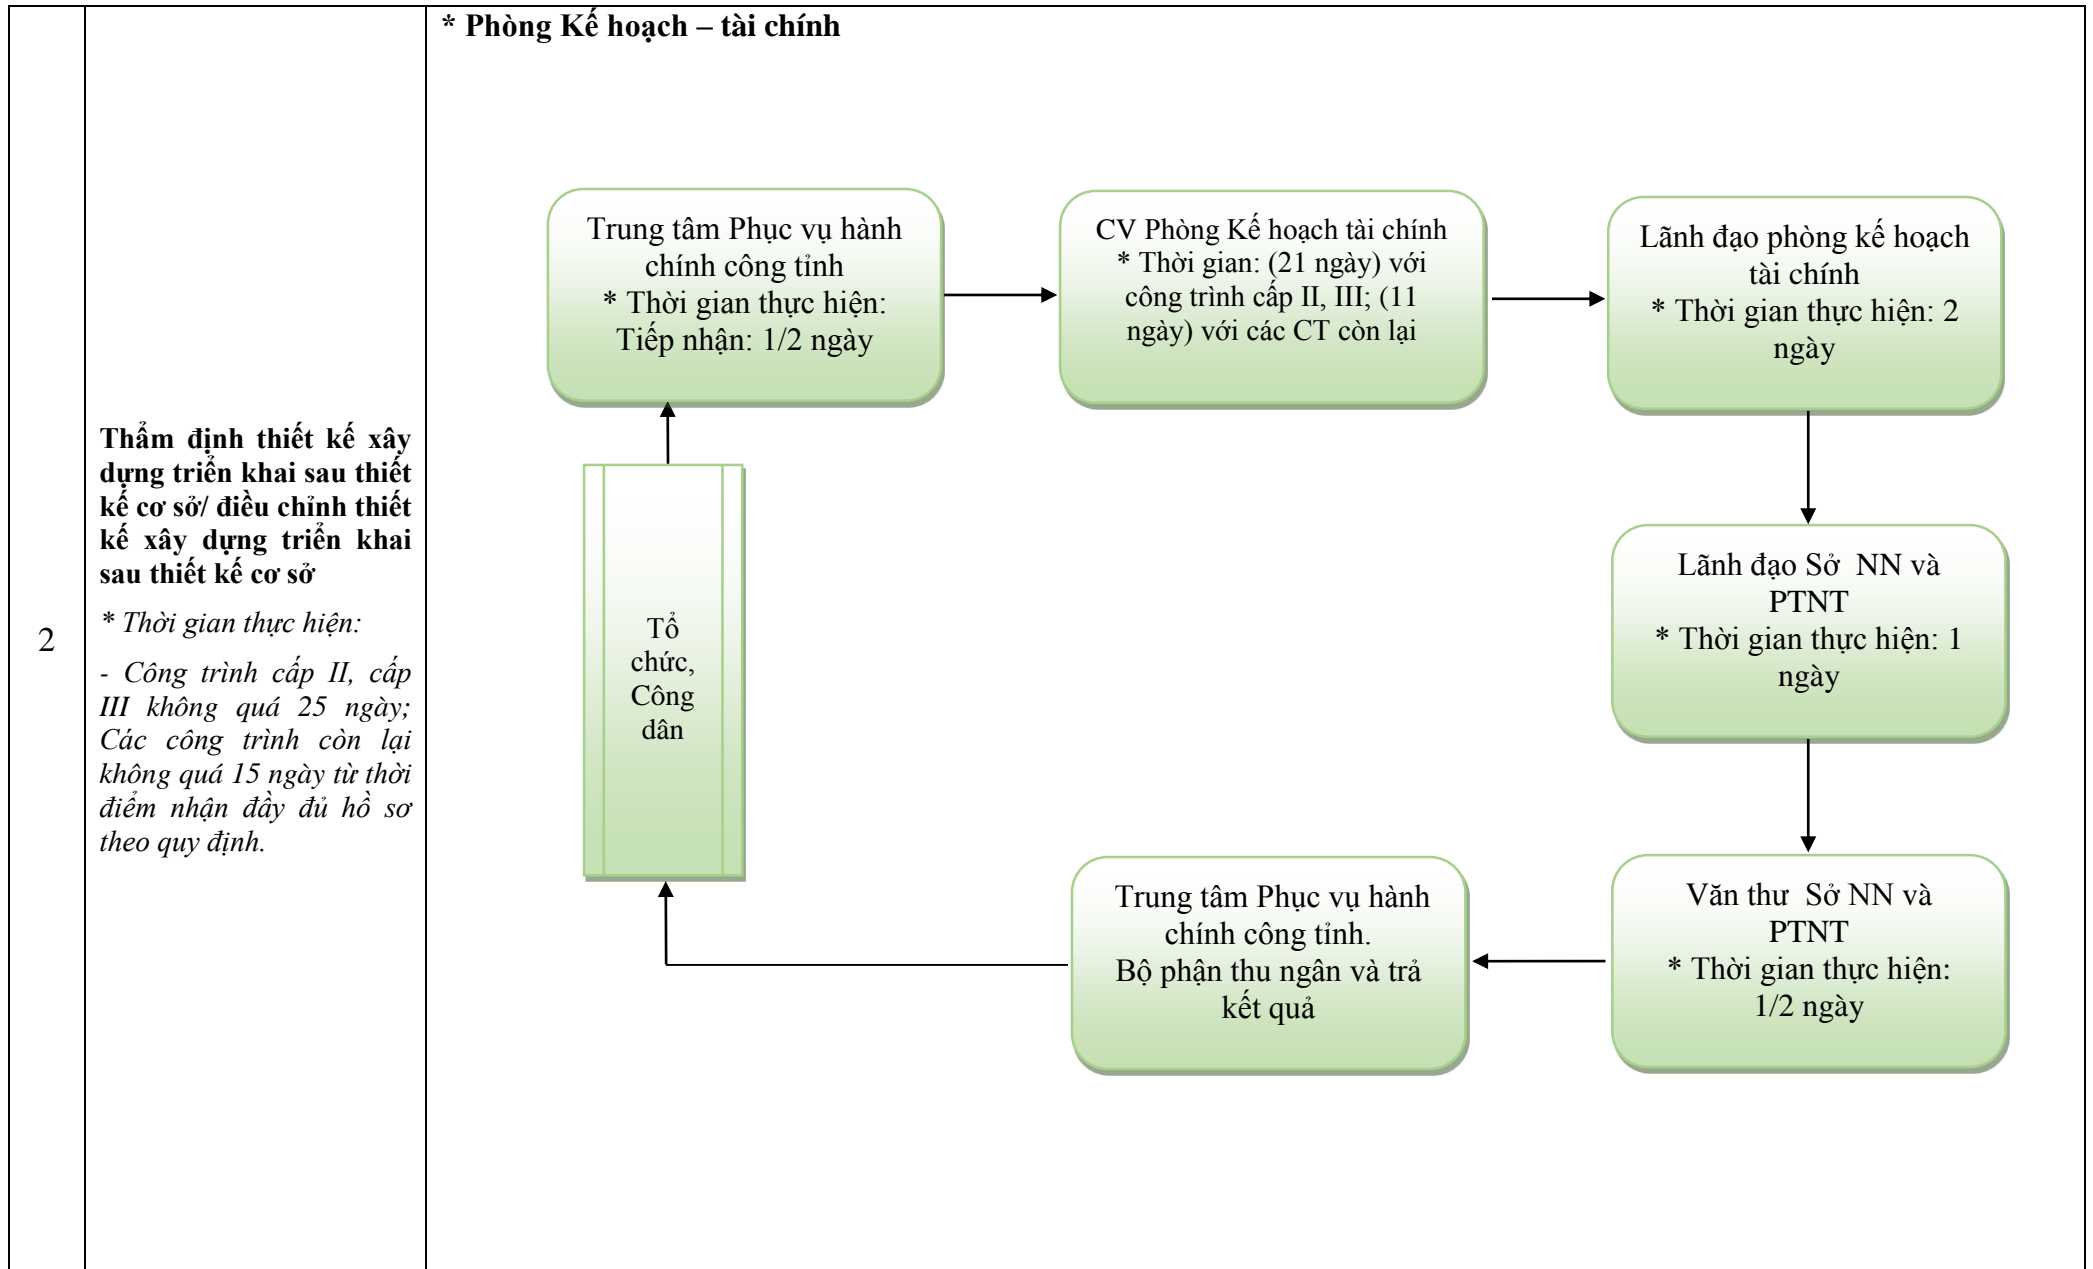 2
Thẩm định thiết kế xây
dựng triển khai sau thiết
kế cơ sở/ điều chỉnh thiết
kế xây dựng triển khai
sau thiết kế cơ sở
* Thời gian thực hiện:
- Công trình cấp II, cấp
III không quá 25 ngày;
Các công trình còn lại
không quá 15 ngày từ thời
điểm nhận đầy đủ hồ sơ
theo quy định.
* Phòng Kế hoạch – tài chính
Trung tâm Phục vụ hành
chính công tỉnh
* Thời gian thực hiện:
Tiếp nhận: 1/2 ngày
CV Phòng Kế hoạch tài chính
* Thời gian: (21 ngày) với
công trình cấp II, III; (11
ngày) với các CT còn lại
Lãnh đạo phòng kế hoạch
tài chính
* Thời gian thực hiện: 2
ngày
Lãnh đạo Sở  NN và
PTNT
* Thời gian thực hiện: 1
ngày
Văn thư  Sở NN và
PTNT
* Thời gian thực hiện:
1/2 ngày
Trung tâm Phục vụ hành
chính công tỉnh.
Bộ phận thu ngân và trả
kết quả
Tổ
chức,
Công
dân